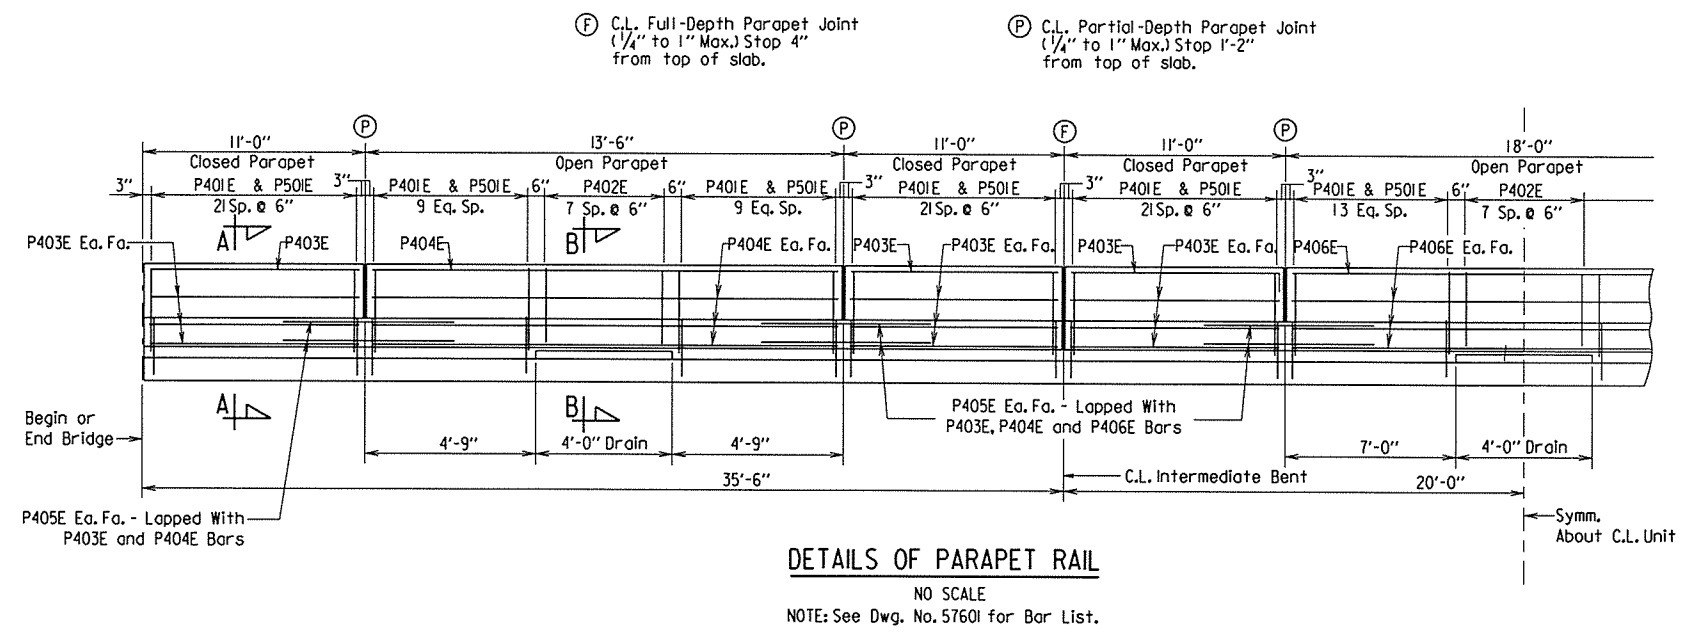 Ⓕ C.L. Full-Depth Parapet Joint
(1/4" to 1" Max.) Stop 4"
from top of slab.
Ⓟ C.L. Partial-Depth Parapet Joint
(1/4" to 1" Max.) Stop 1'-2"
from top of slab.
Ⓟ Ⓟ Ⓕ Ⓟ
11'-0" 13'-6" 11'-0" 11'-0" 18'-0"
Closed Parapet Open Parapet Closed Parapet Closed Parapet Open Parapet
3" P401E & P501E 3" P401E & P501E 6" P402E 6" P401E & P501E 3" P401E & P501E 3" P401E & P501E 3" P401E & P501E 6" P402E
21 Sp. @ 6" 9 Eq. Sp. 7 Sp. @ 6" 9 Eq. Sp. 21 Sp. @ 6" 21 Sp. @ 6" 13 Eq. Sp. 7 Sp. @ 6"
A B
P403E Ea. Fa. P403E P404E P404E Ea. Fa. P403E P403E Ea. Fa. P403E P403E Ea. Fa. P406E P406E Ea. Fa.
A B
Begin or
End Bridge
P405E Ea. Fa. - Lapped With
P403E, P404E and P406E Bars
4'-9" 4'-0" Drain 4'-9" 7'-0" 4'-0" Drain
35'-6" C.L. Intermediate Bent 20'-0"
P405E Ea. Fa. - Lapped With
P403E and P404E Bars
Symm.
About C.L. Unit
DETAILS OF PARAPET RAIL
NO SCALE
NOTE: See Dwg. No. 57601 for Bar List.